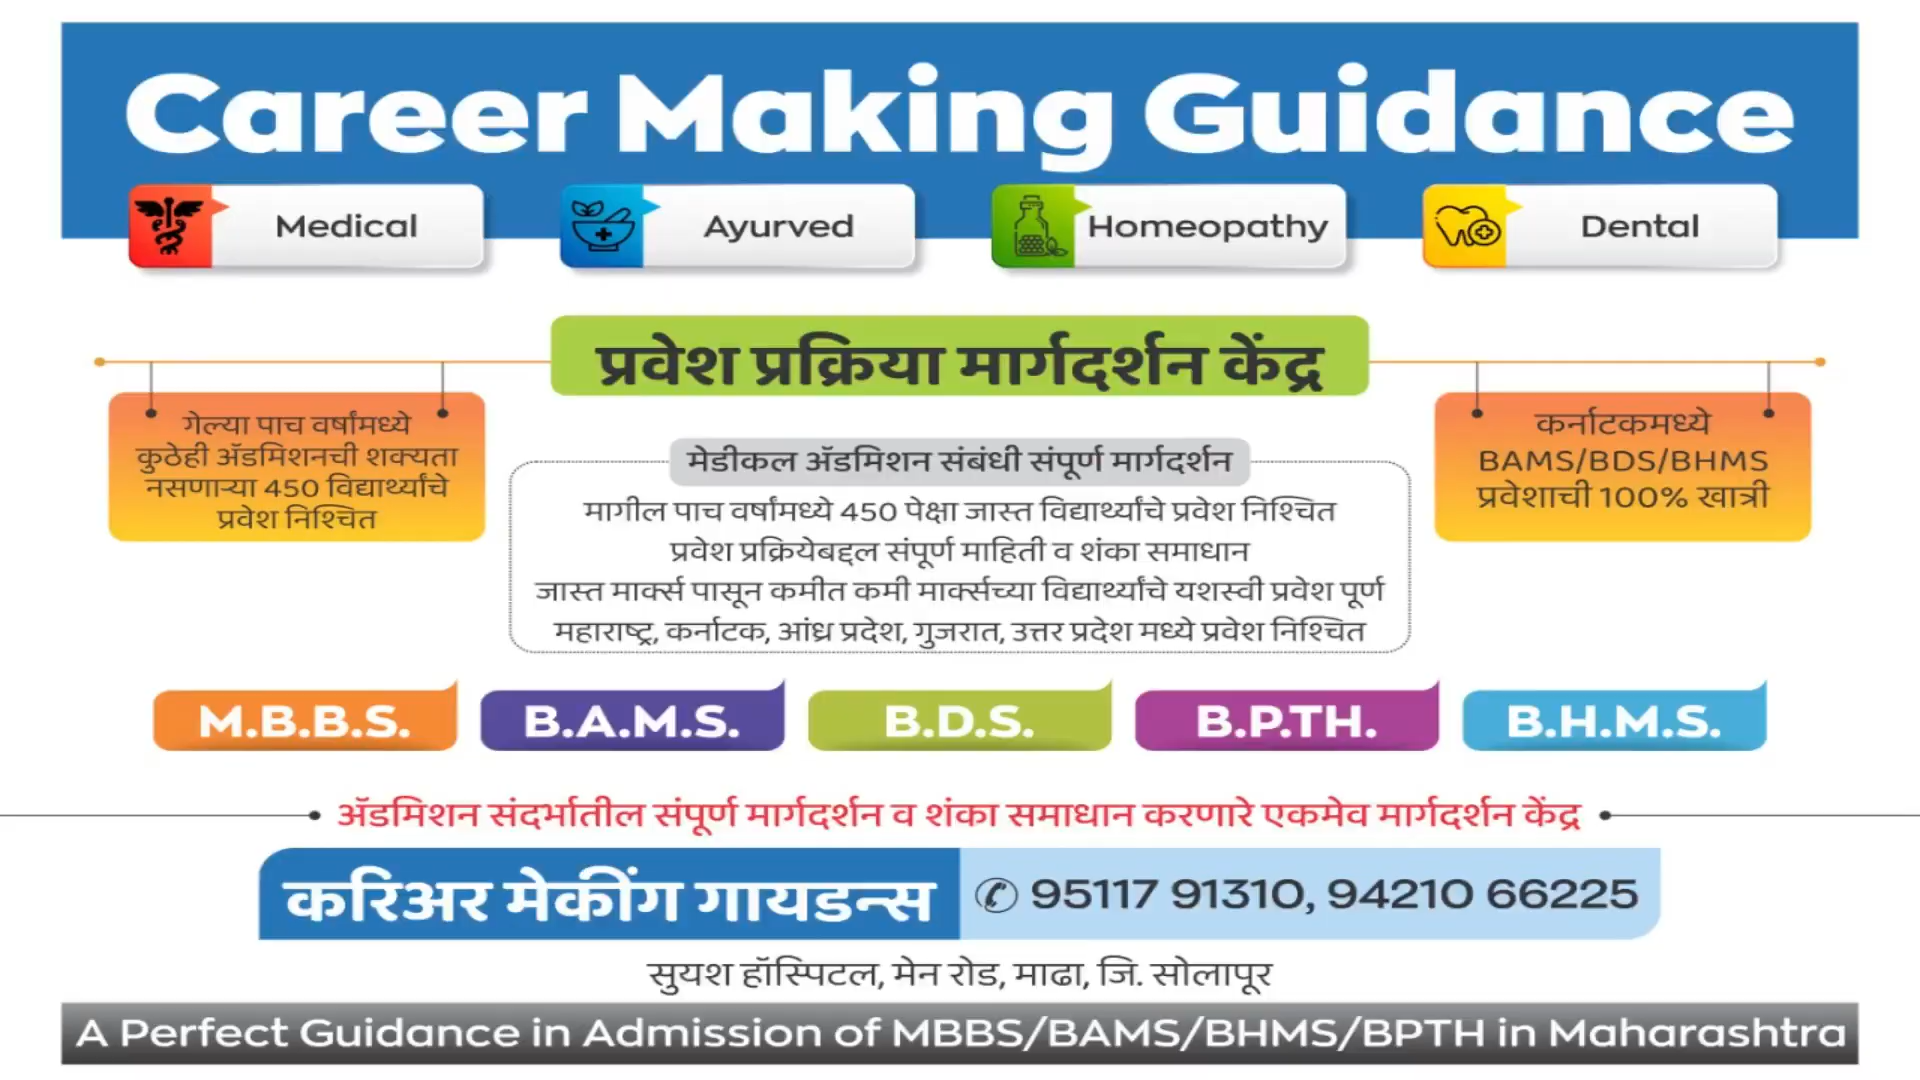 Career Making Guidance
Medical
Ayurved
Homeopathy
Dental
प्रवेश प्रक्रिया मार्गदर्शन केंद्र
गेल्या पाच वर्षांमध्ये
कुठेही ॲडमिशनची शक्यता
नसणाऱ्या 450 विद्यार्थ्यांचे
प्रवेश निश्चित
मेडीकल ॲडमिशन संबंधी संपूर्ण मार्गदर्शन
मागील पाच वर्षांमध्ये 450 पेक्षा जास्त विद्यार्थ्यांचे प्रवेश निश्चित
प्रवेश प्रक्रियेबद्दल संपूर्ण माहिती व शंका समाधान
जास्त मार्क्स पासून कमीत कमी मार्क्सच्या विद्यार्थ्यांचे यशस्वी प्रवेश पूर्ण
महाराष्ट्र, कर्नाटक, आंध्र प्रदेश, गुजरात, उत्तर प्रदेश मध्ये प्रवेश निश्चित
कर्नाटकमध्ये
BAMS/BDS/BHMS
प्रवेशाची 100% खात्री
M.B.B.S.
B.A.M.S.
B.D.S.
B.P.TH.
B.H.M.S.
ॲडमिशन संदर्भातील संपूर्ण मार्गदर्शन व शंका समाधान करणारे एकमेव मार्गदर्शन केंद्र
करिअर मेकींग गायडन्स
✆ 95117 91310, 94210 66225
सुयश हॉस्पिटल, मेन रोड, माढा, जि. सोलापूर
A Perfect Guidance in Admission of MBBS/BAMS/BHMS/BPTH in Maharashtra